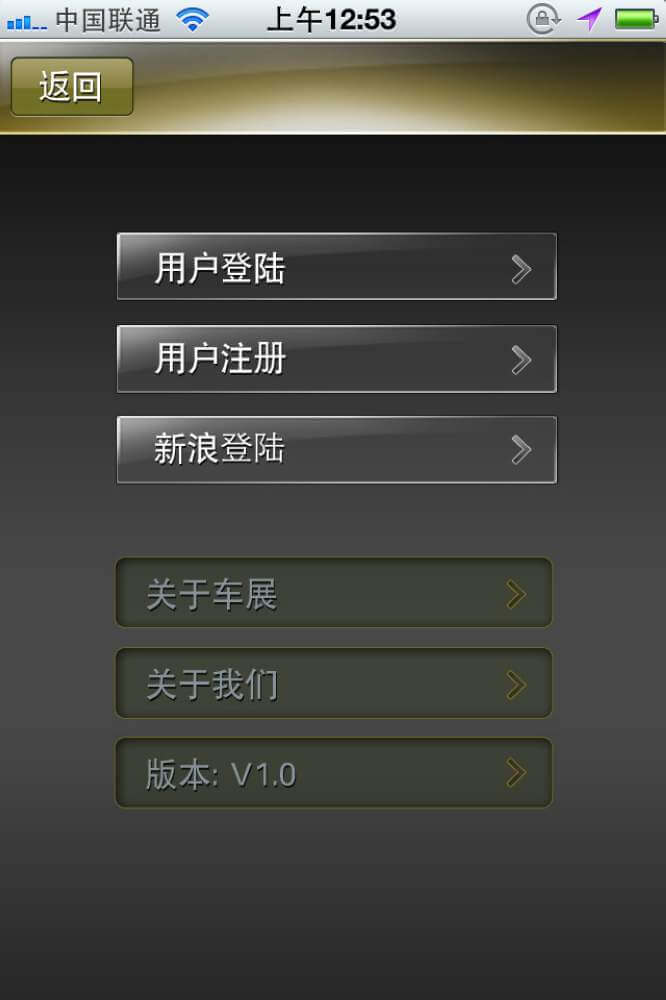 中国联通
上午12:53
返回
用户登陆
用户注册
新浪登陆
关于车展
关于我们
版本: V1.0